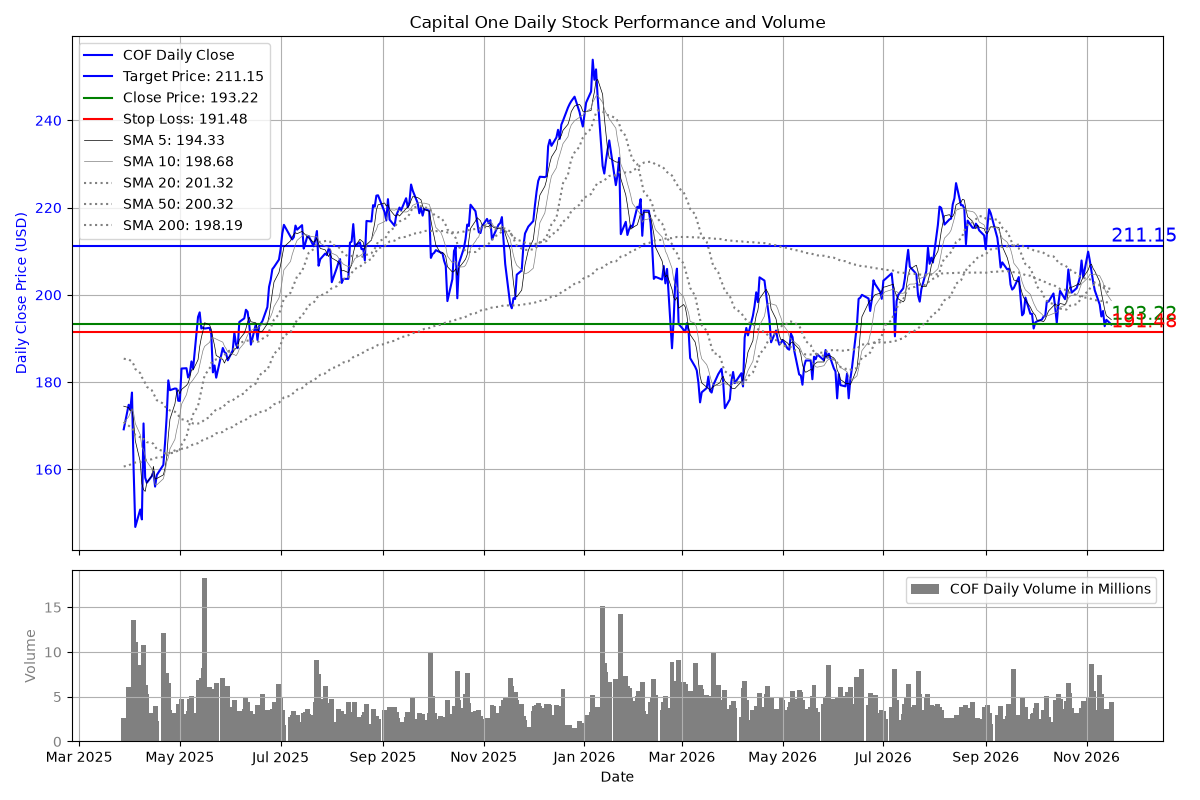 Capital One Daily Stock Performance and Volume
COF Daily Close
Target Price: 211.15
Close Price: 193.22
Stop Loss: 191.48
SMA 5: 194.33
SMA 10: 198.68
SMA 20: 201.32
SMA 50: 200.32
SMA 200: 198.19
Daily Close Price (USD)
240
220
200
180
160
211.15
193.22
191.48
COF Daily Volume in Millions
Volume
15
10
5
0
Mar 2025 May 2025 Jul 2025 Sep 2025 Nov 2025 Jan 2026 Mar 2026 May 2026 Jul 2026 Sep 2026 Nov 2026
Date